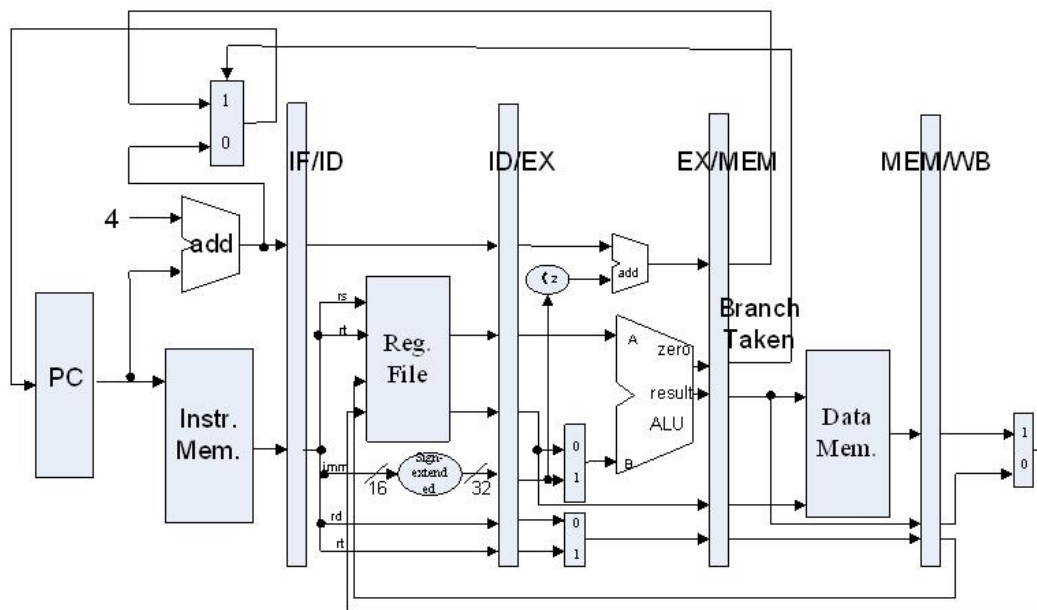 1
0
IF/ID
ID/EX
EX/MEM
MEM/WB
4
add
add
2
rs
rt
Reg.
File
A
zero
result
ALU
B
Branch
Taken
PC
Instr.
Mem.
Data
Mem.
1
0
0
1
imm
16
Sign-
extend
ed
32
rd
rt
0
1